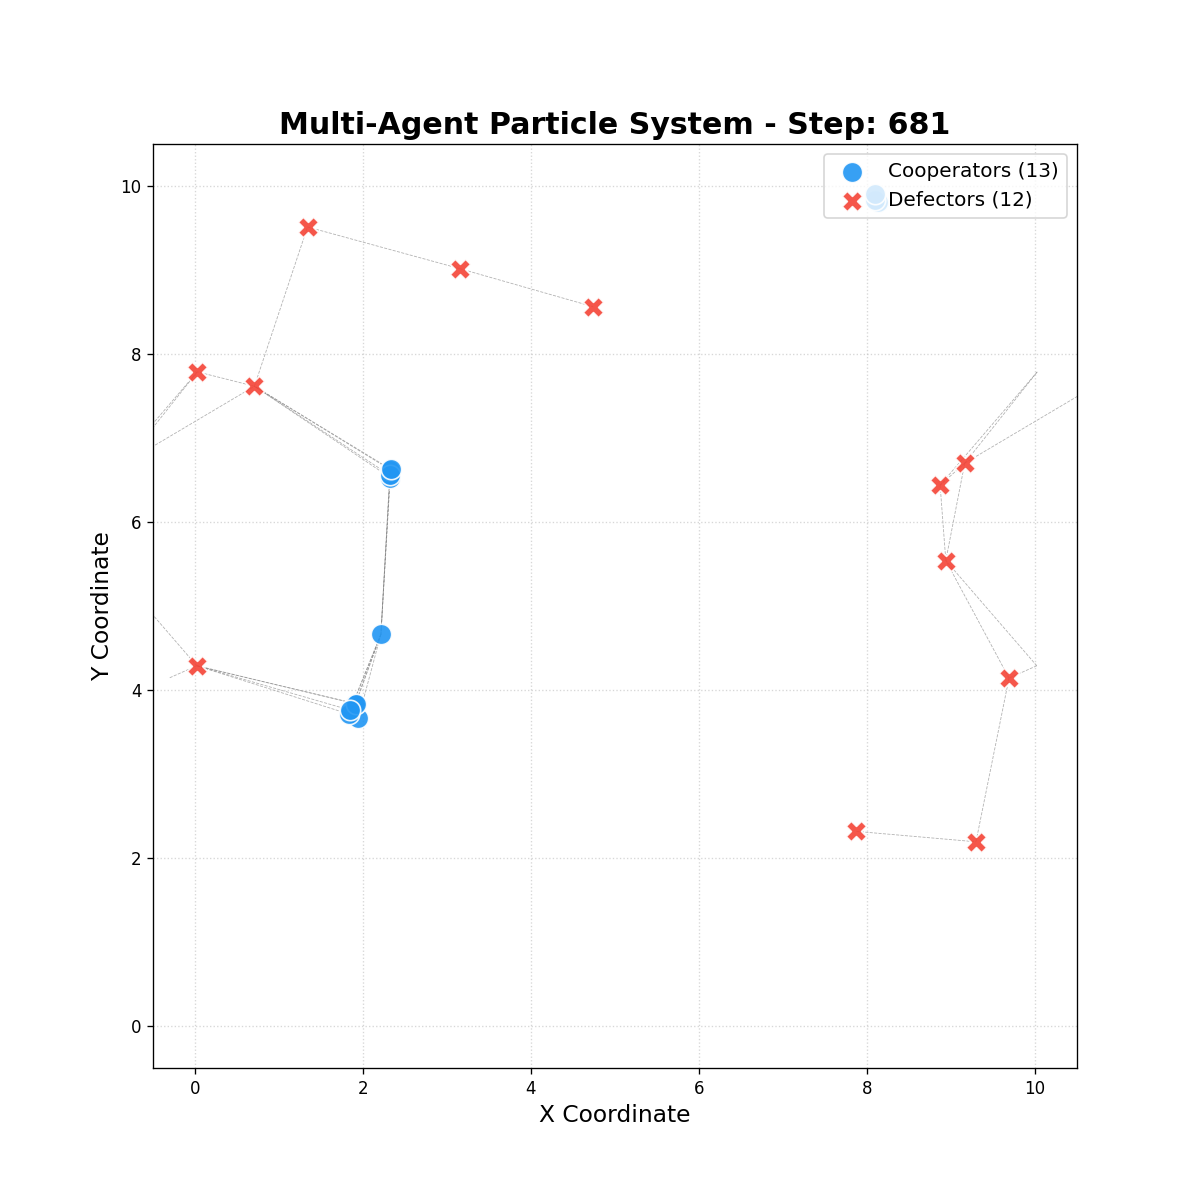 Multi-Agent Particle System - Step: 681
Cooperators (13)
Defectors (12)
10
8
6
4
2
0
Y Coordinate
0 2 4 6 8 10
X Coordinate